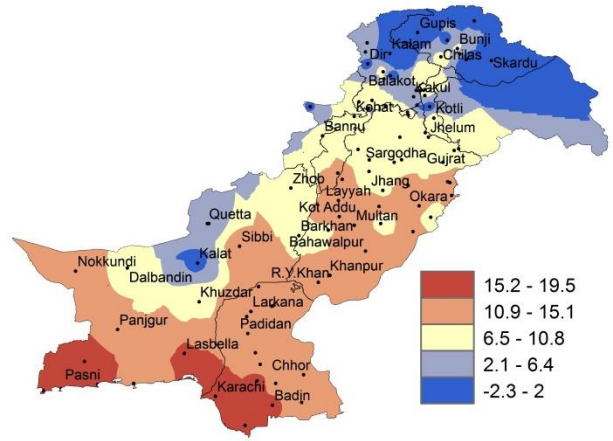 Gupis
Kalam
Bunji
Dir
Chilas
Skardu
Balakot
Kakul
Kohat
Kotli
Bannu
Jhelum
Sargodha
Gujrat
Zhob
Jhang
Layyah
Okara
Kot Addu
Quetta
Multan
Barkhan
Sibbi
Bahawalpur
Kalat
Nokkundi
Dalbandin
R.Y.Khan
Khanpur
15.2 - 19.5
Khuzdar
Larkana
10.9 - 15.1
Panjgur
Padidan
6.5 - 10.8
Lasbella
Pasni
Chhor
2.1 - 6.4
Karachi
Badin
-2.3 - 2